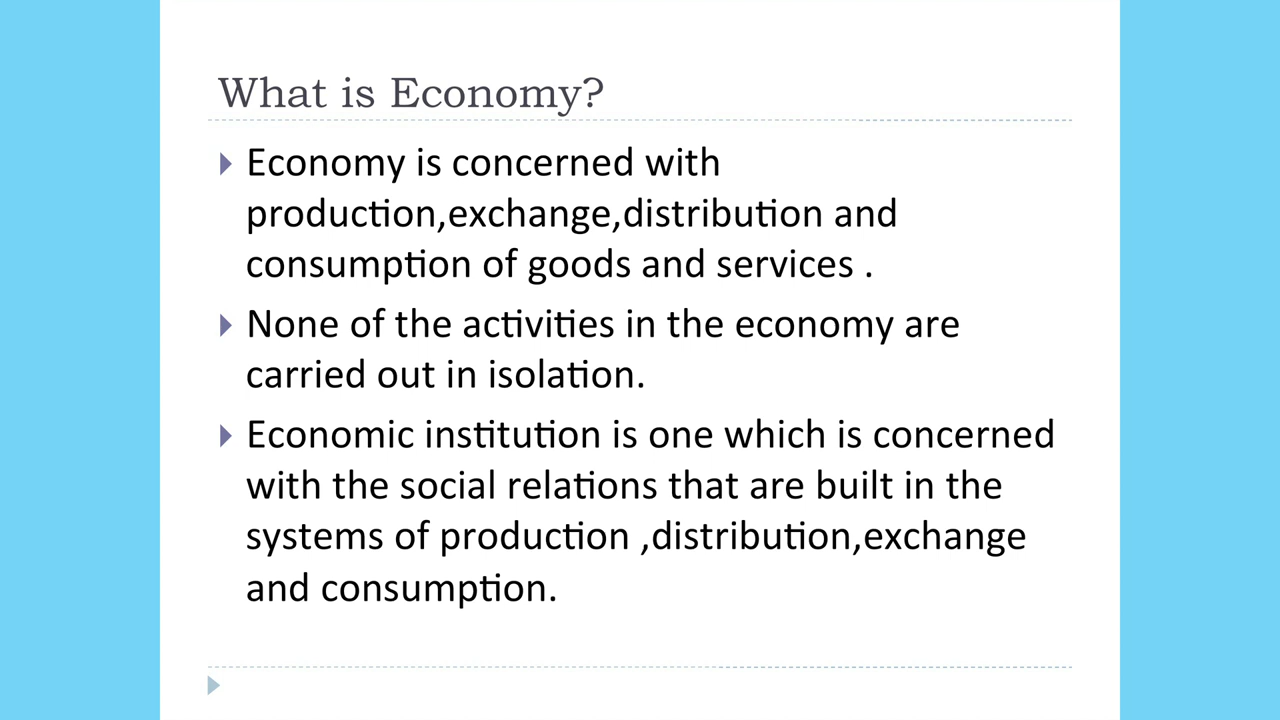 What is Economy?
Economy is concerned with
production,exchange,distribution and
consumption of goods and services .
None of the activities in the economy are
carried out in isolation.
Economic institution is one which is concerned
with the social relations that are built in the
systems of production ,distribution,exchange
and consumption.